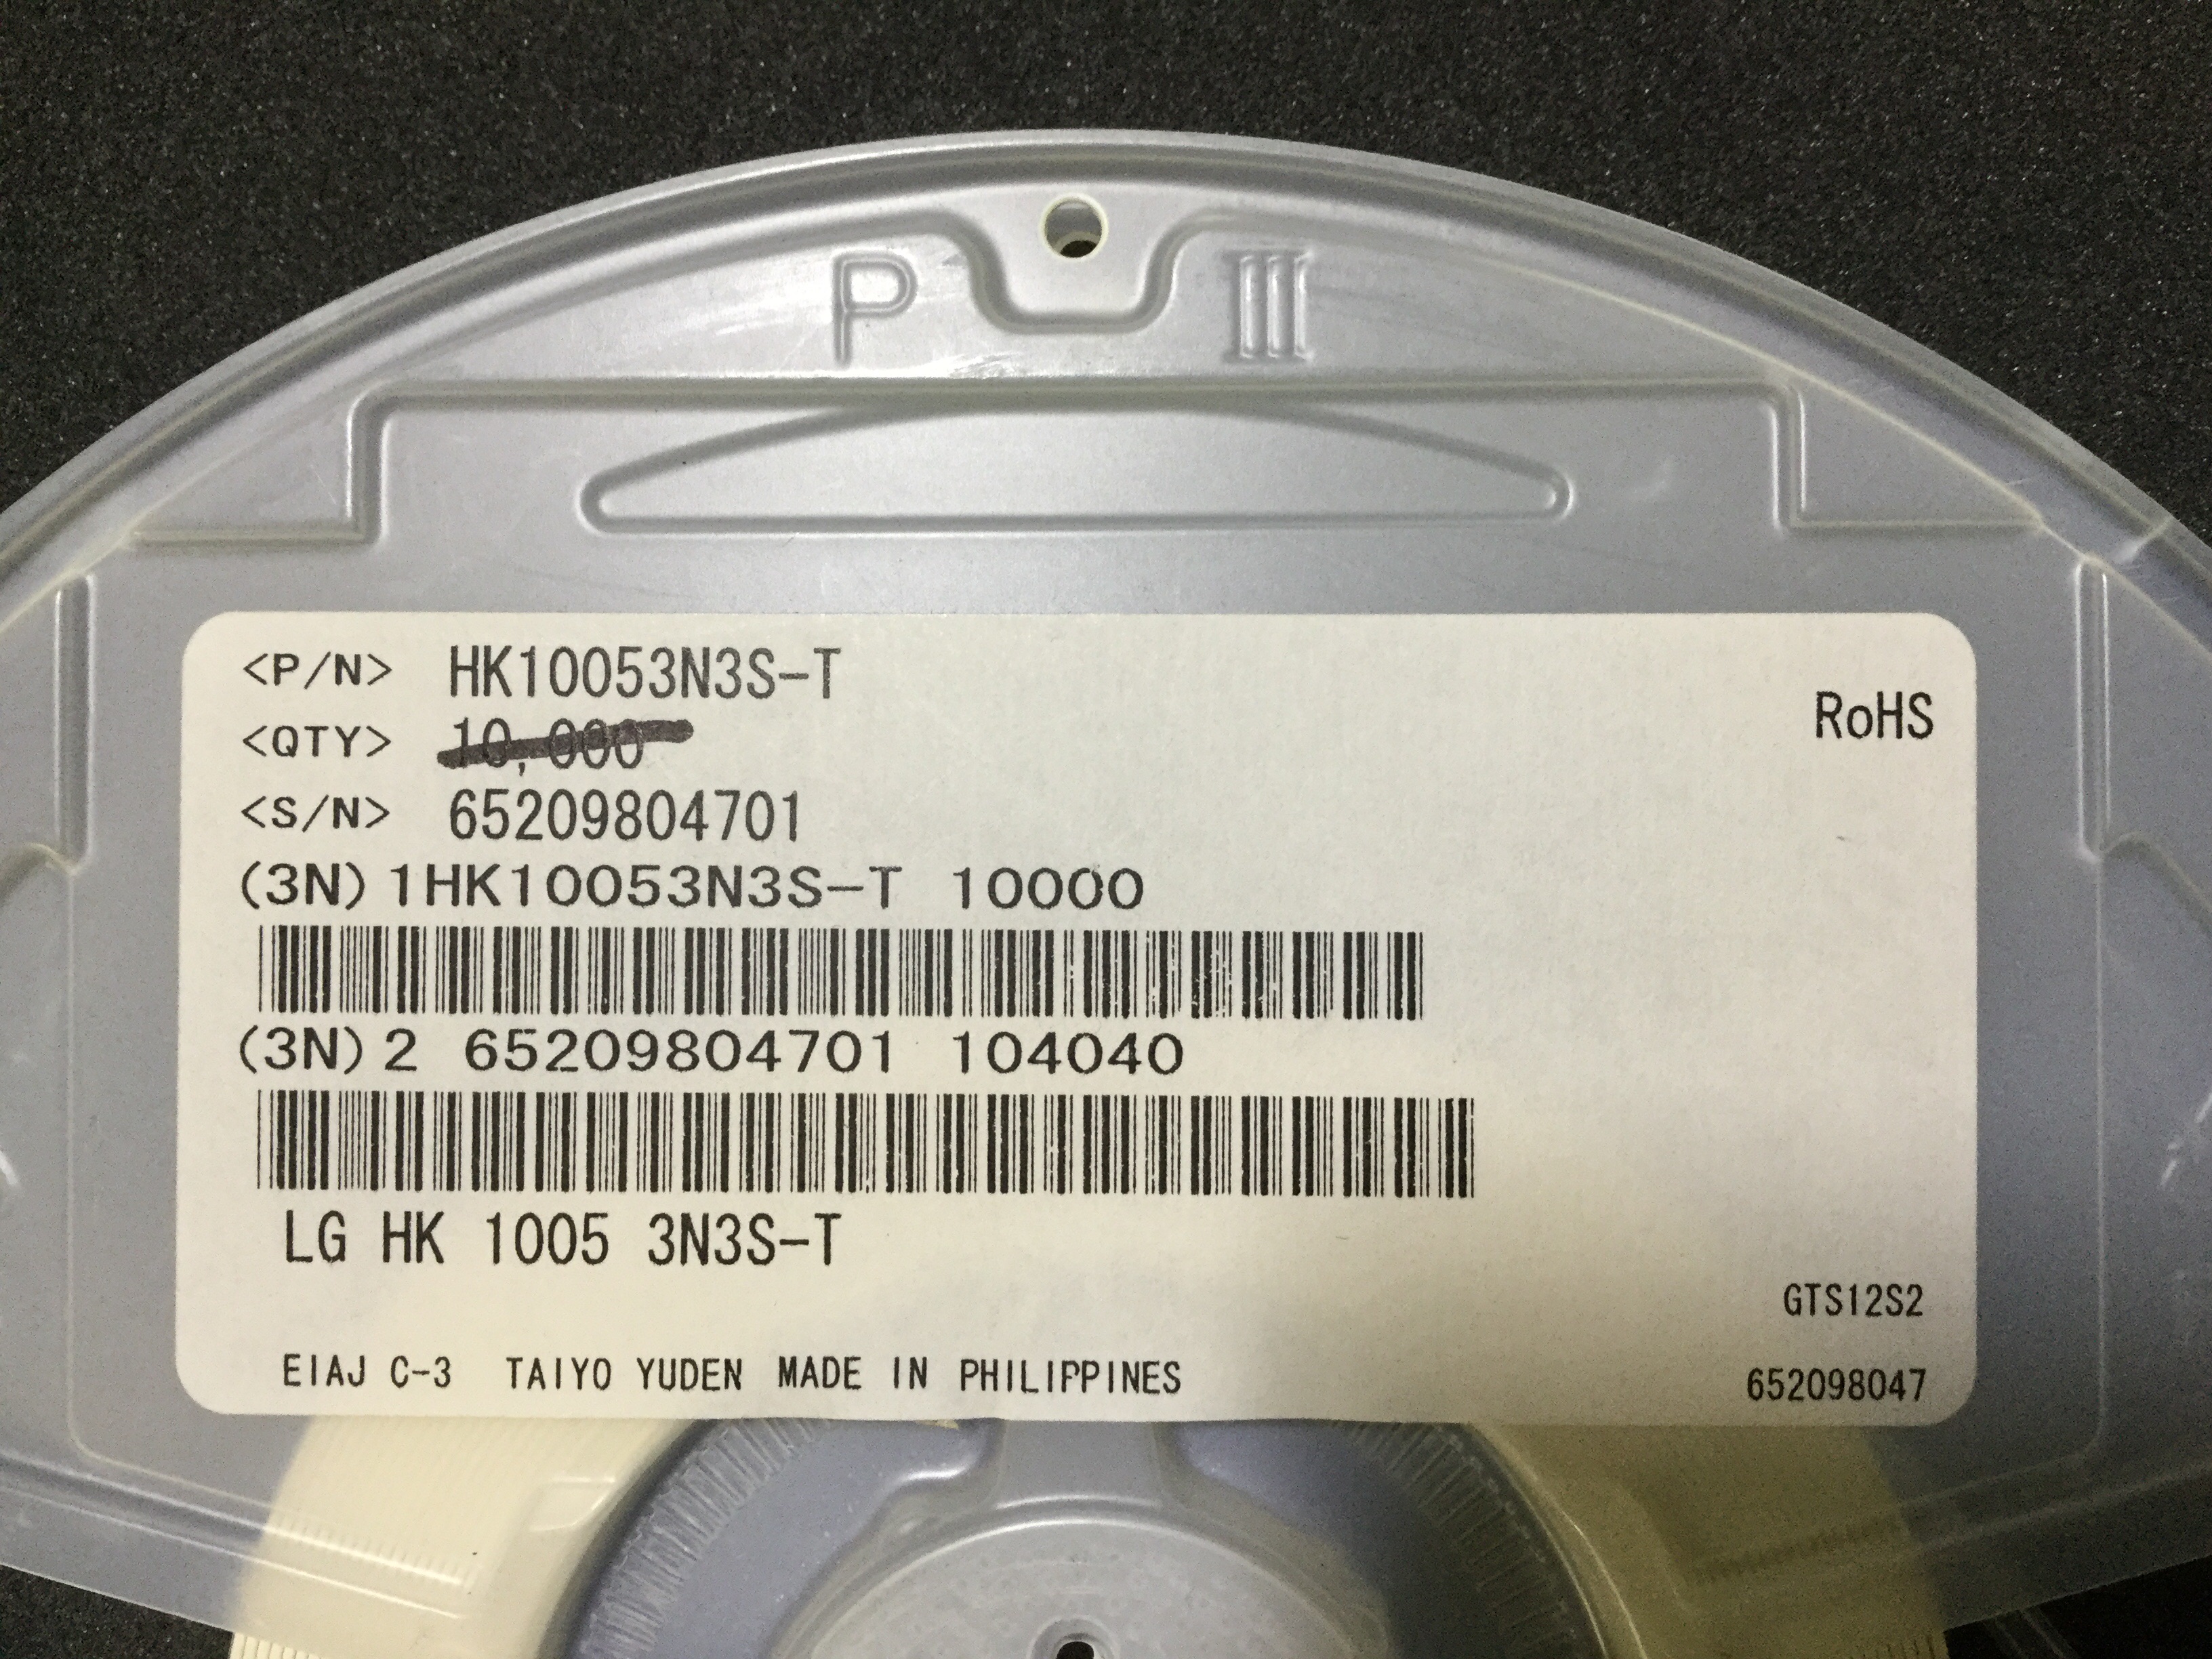 P III
<P/N> HK10053N3S-T
RoHS
<QTY> 10,000
<S/N> 65209804701
(3N)1HK10053N3S-T 10000
(3N)2 65209804701 104040
LG HK 1005 3N3S-T
GTS12S2
EIAJ C-3 TAIYO YUDEN MADE IN PHILIPPINES
652098047